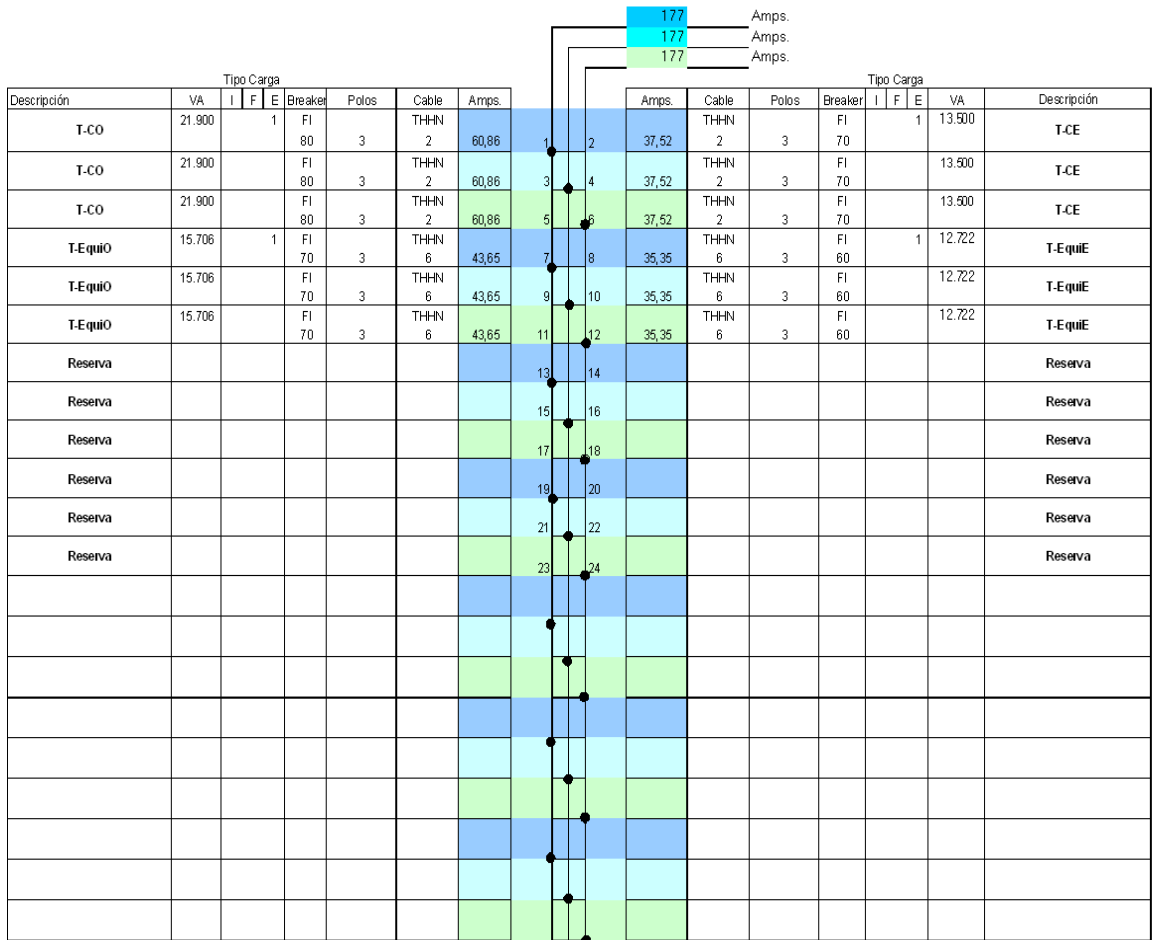 177 Amps.
177 Amps.
177 Amps.
Tipo Carga Tipo Carga
Descripción VA I F E Breaker Polos Cable Amps. Amps. Cable Polos Breaker I F E VA Descripción
T-CO 21.900 1 FI 80 3 THHN 2 60,86 1 2 37,52 THHN 2 3 FI 70 1 13.500 T-CE
T-CO 21.900 FI 80 3 THHN 2 60,86 3 4 37,52 THHN 2 3 FI 70 13.500 T-CE
T-CO 21.900 FI 80 3 THHN 2 60,86 5 6 37,52 THHN 2 3 FI 70 13.500 T-CE
T-EquiO 15.706 1 FI 70 3 THHN 6 43,65 7 8 35,35 THHN 6 3 FI 60 1 12.722 T-EquiE
T-EquiO 15.706 FI 70 3 THHN 6 43,65 9 10 35,35 THHN 6 3 FI 60 12.722 T-EquiE
T-EquiO 15.706 FI 70 3 THHN 6 43,65 11 12 35,35 THHN 6 3 FI 60 12.722 T-EquiE
Reserva 13 14 Reserva
Reserva 15 16 Reserva
Reserva 17 18 Reserva
Reserva 19 20 Reserva
Reserva 21 22 Reserva
Reserva 23 24 Reserva